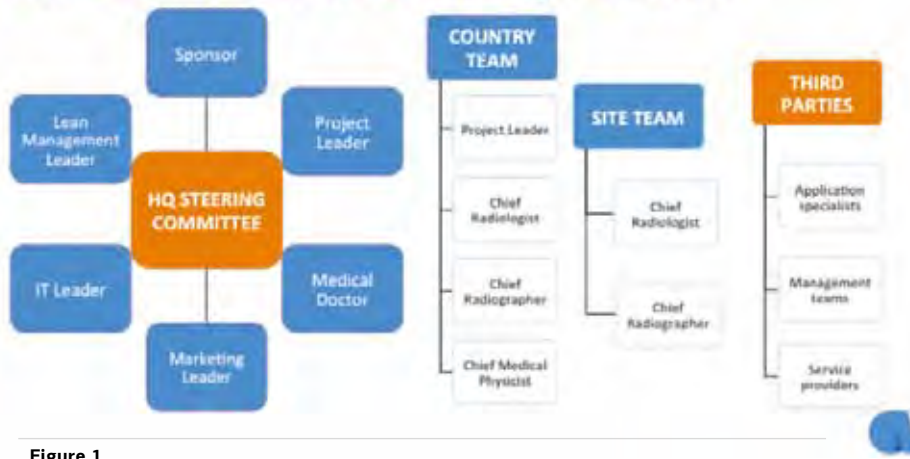 Sponsor
Lean
Management
Leader
Project
Leader
HQ STEERING
COMMITTEE
IT Leader
Medical
Doctor
Marketing
Leader
COUNTRY
TEAM
Project Leader
Chief
Radiologist
Chief
Radiographer
Chief Medical
Physicist
SITE TEAM
Chief
Radiologist
Chief
Radiographer
THIRD
PARTIES
Application
specialists
Management
teams
Service
providers
Figure 1